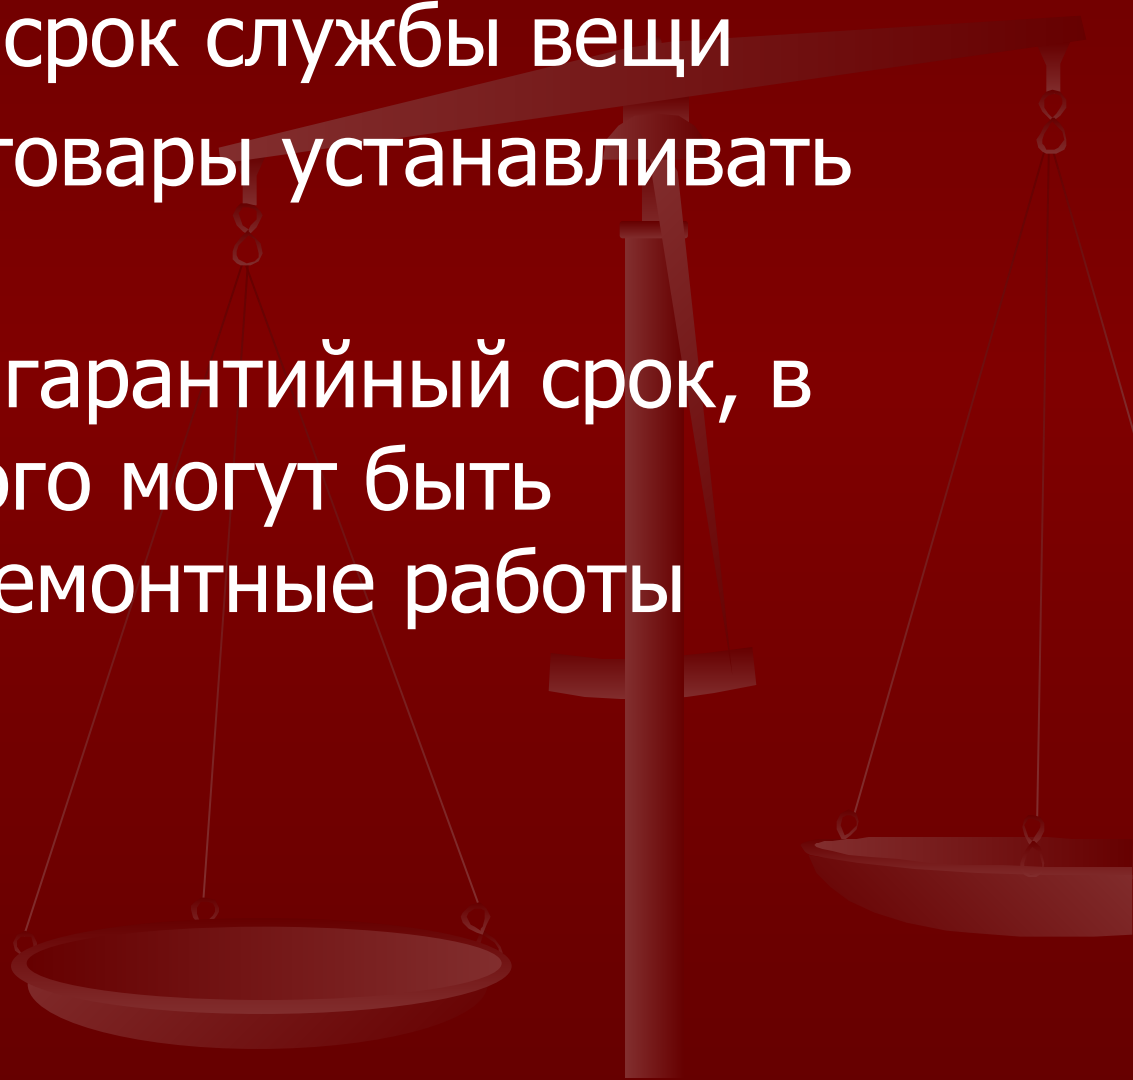 срок службы вещи
товары устанавливать
гарантийный срок, в
ого могут быть
емонтные работы